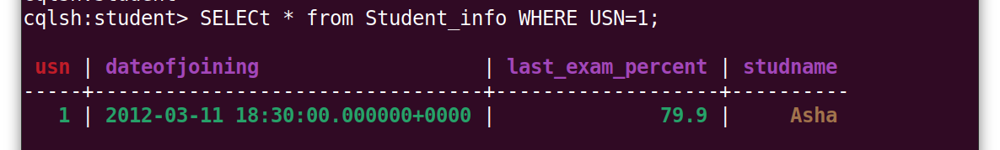 cqlsh:student> SELECt * from Student_info WHERE USN=1;
usn | dateofjoining                   | last_exam_percent | studname
-----+---------------------------------+-------------------+----------
1 | 2012-03-11 18:30:00.000000+0000 |              79.9 |     Asha